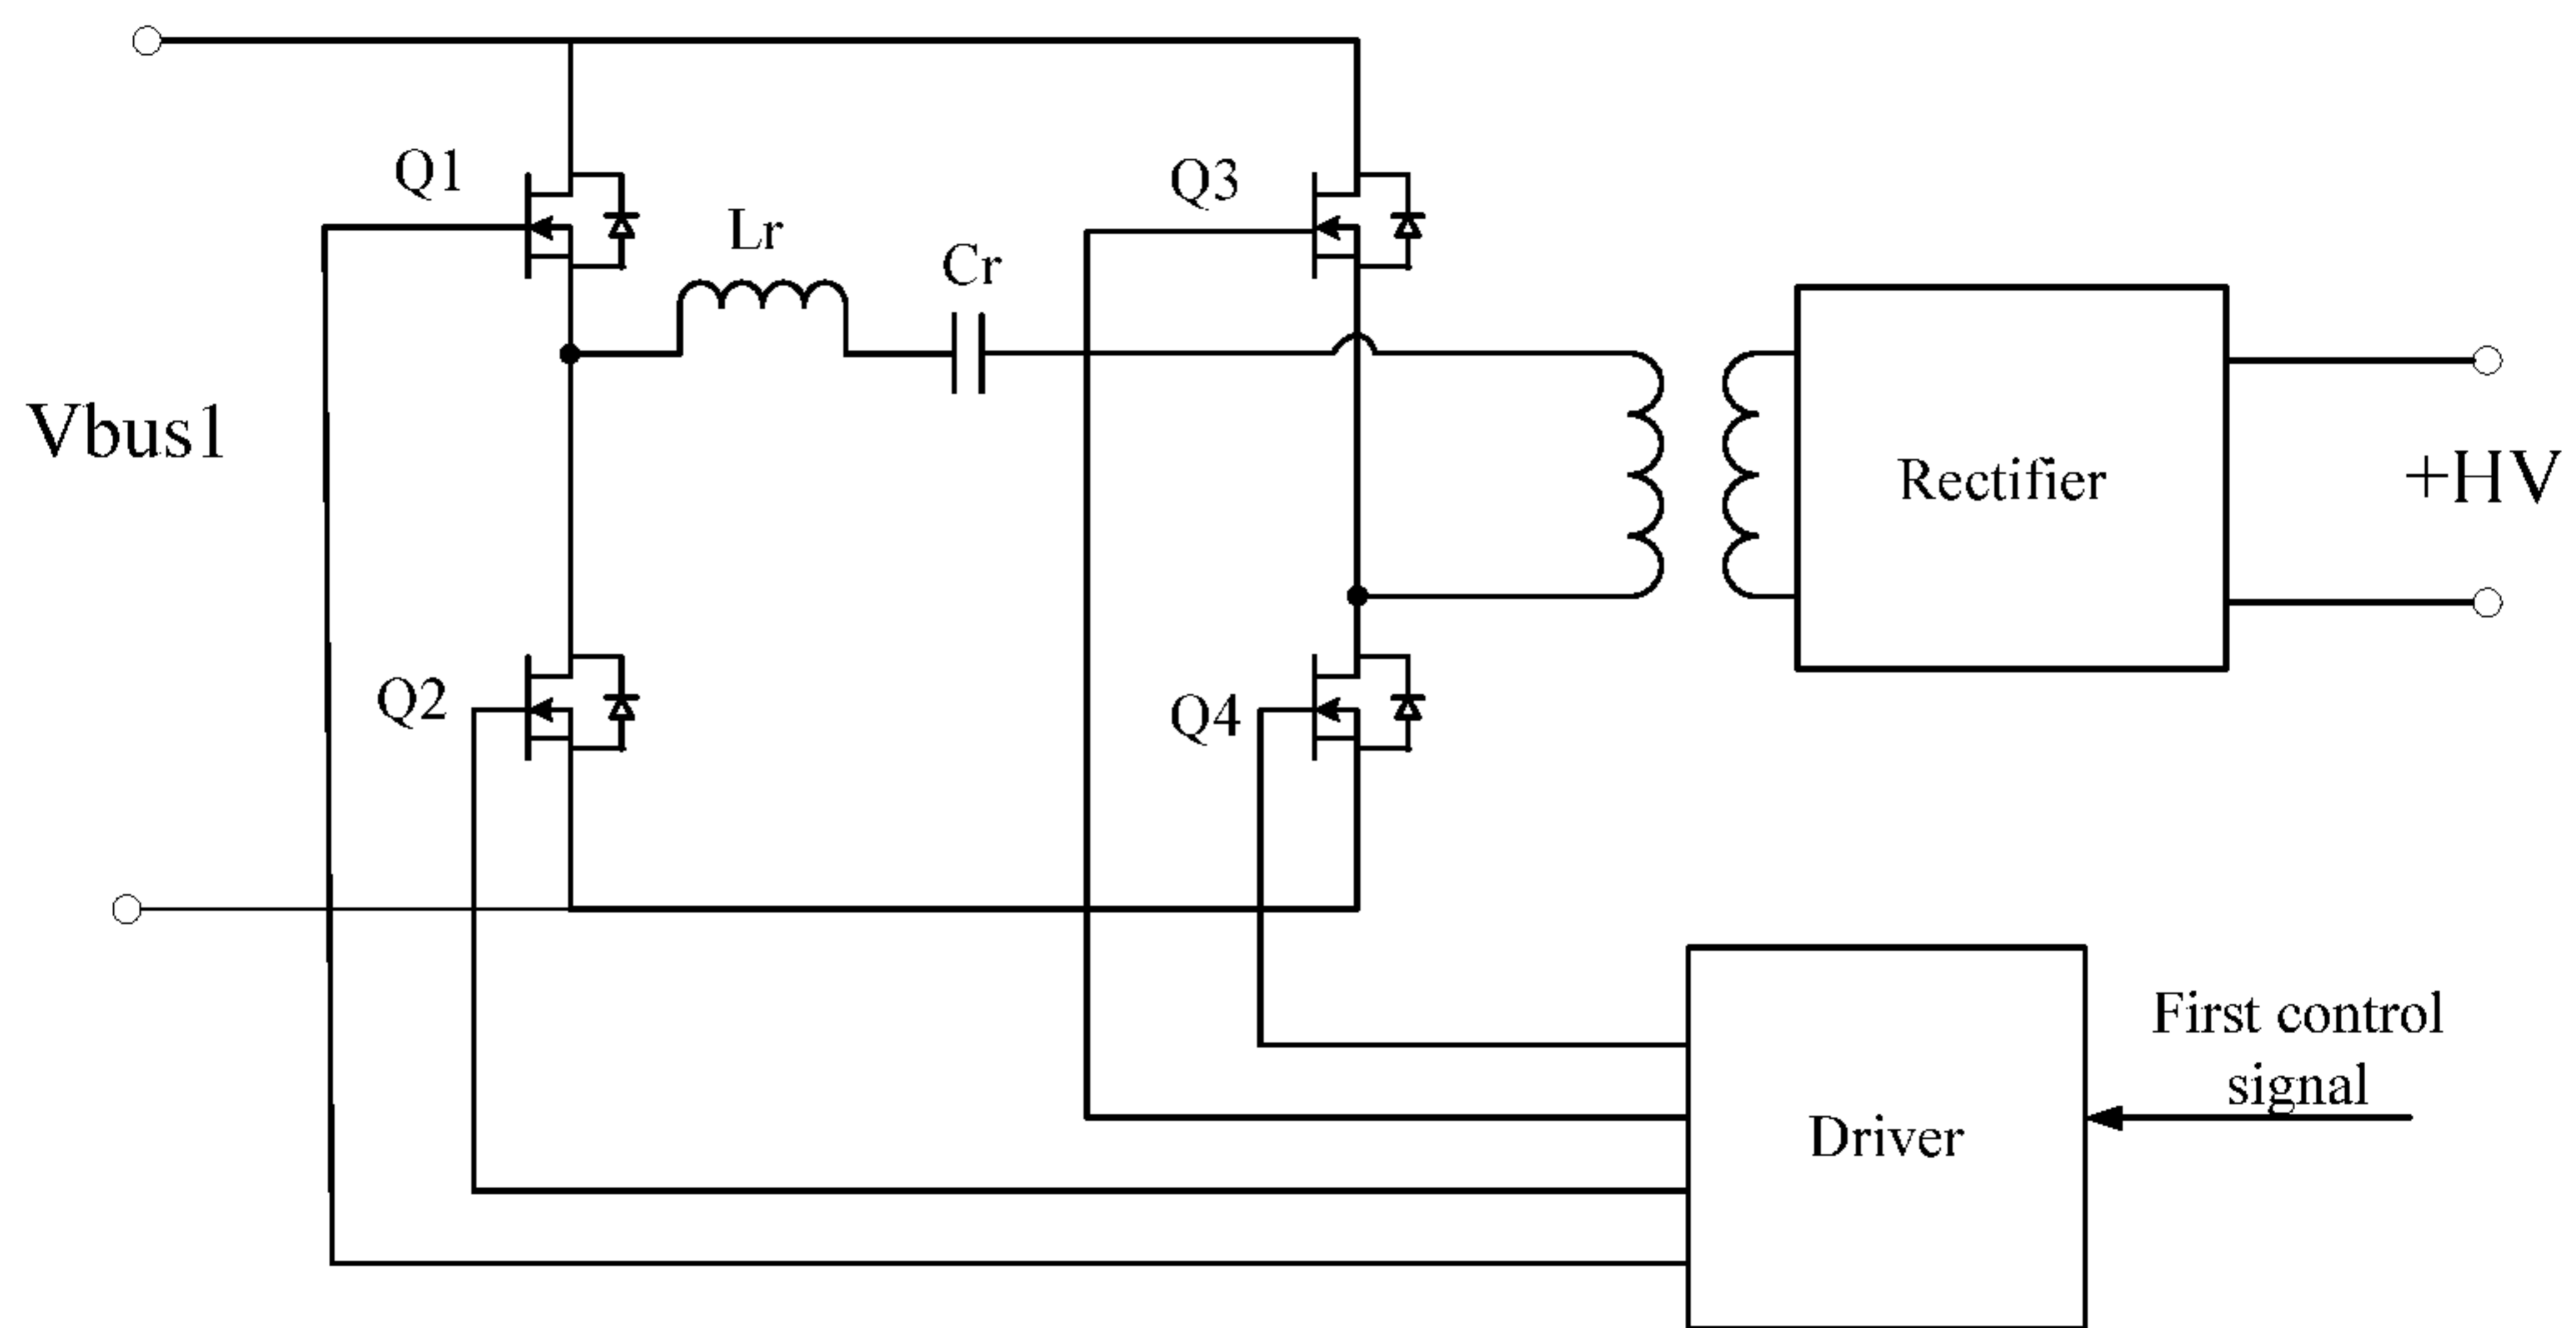 Q1
Q3
Lr
Cr
Vbus1
Rectifier
+HV
Q2
Q4
First control
signal
Driver